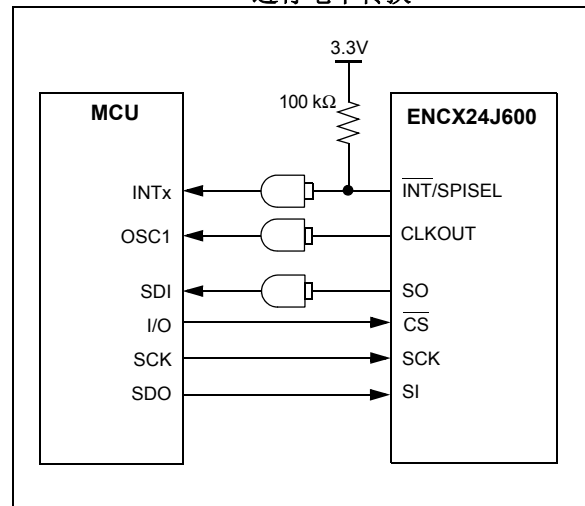 3.3V
100 kΩ
MCU
ENCX24J600
INTx
INT/SPISEL
OSC1
CLKOUT
SDI
SO
I/O
CS
SCK
SCK
SDO
SI